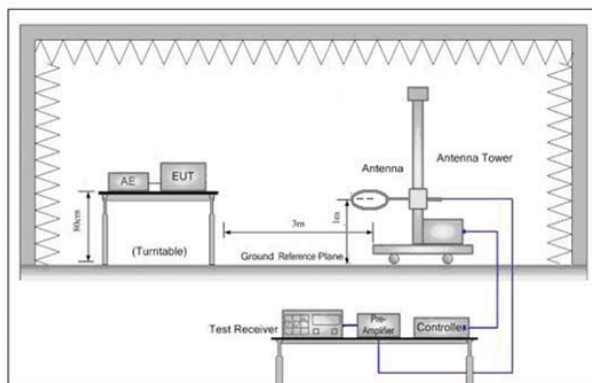 Antenna
Antenna Tower
AE
EUT
80cm
(Turntable)
3m
1m
Ground Reference Plane
Test Receiver
Pre-
Amplifier
Controller